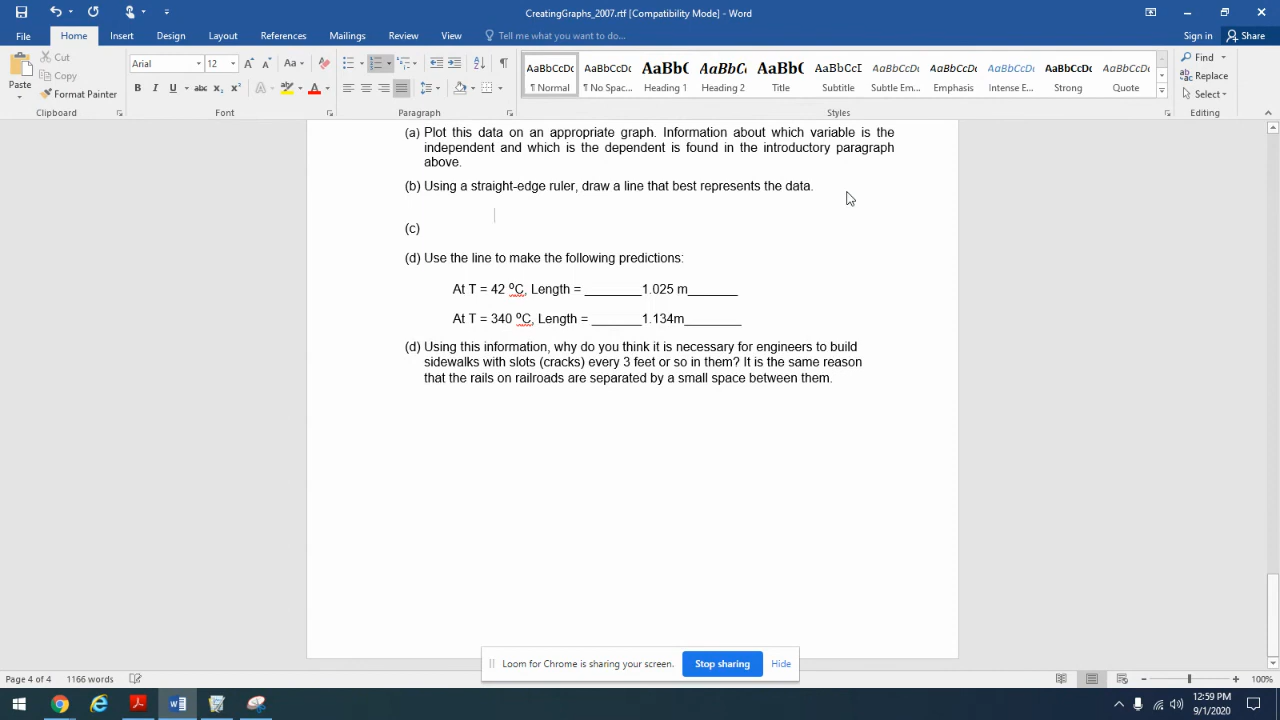 CreatingGraphs_2007.rtf [Compatibility Mode] - Word
File Home Insert Design Layout References Mailings Review View Tell me what you want to do... Sign in Share
Paste
Cut
Copy
Format Painter
Clipboard
Arial 12
Font
Paragraph
AaBbCcDc AaBbCcDc AaBb( AaBbC( AaBb( AaBbCcI AaBbCcDc AaBbCcDc AaBbCcDc AaBbCcDc AaBbCcDc
¶ Normal ¶ No Spac... Heading 1 Heading 2 Title Subtitle Subtle Em... Emphasis Intense E... Strong Quote
Styles
Find
Replace
Select
Editing
(a) Plot this data on an appropriate graph. Information about which variable is the
independent and which is the dependent is found in the introductory paragraph
above.
(b) Using a straight-edge ruler, draw a line that best represents the data.
(c)
(d) Use the line to make the following predictions:
At T = 42 ⁰C, Length = ________1.025 m_______
At T = 340 ⁰C, Length = _______1.134m________
(d) Using this information, why do you think it is necessary for engineers to build
sidewalks with slots (cracks) every 3 feet or so in them? It is the same reason
that the rails on railroads are separated by a small space between them.
Loom for Chrome is sharing your screen. Stop sharing Hide
Page 4 of 4 1166 words 100%
12:59 PM
9/1/2020